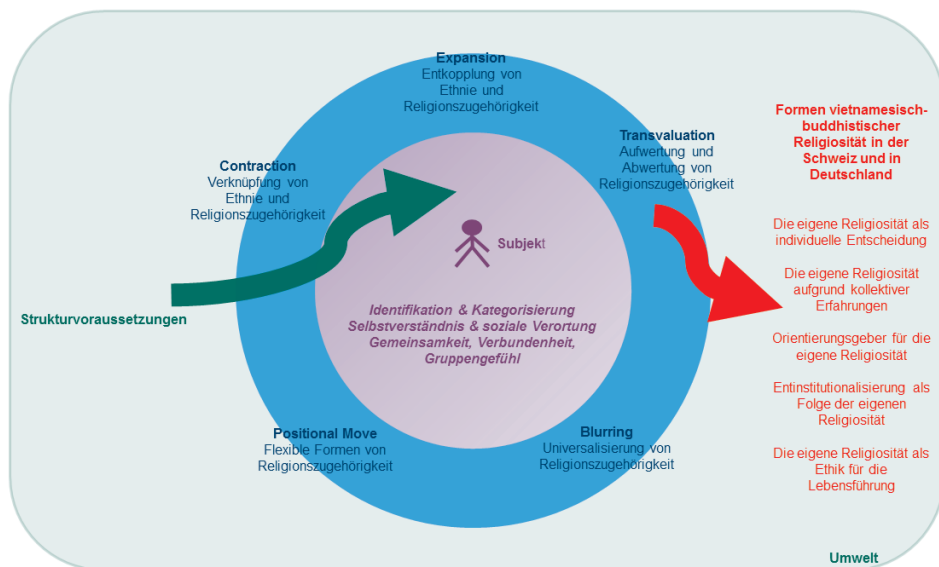 Expansion
Entkopplung von
Ethnie und
Religionszugehörigkeit
Contraction
Verknüpfung von
Ethnie und
Religionszugehörigkeit
Transvaluation
Aufwertung und
Abwertung von
Religionszugehörigkeit
Subjekt
Strukturvoraussetzungen
Identifikation & Kategorisierung
Selbstverständnis & soziale Verortung
Gemeinsamkeit, Verbundenheit,
Gruppengefühl
Positional Move
Flexible Formen von
Religionszugehörigkeit
Blurring
Universalisierung von
Religionszugehörigkeit
Formen vietnamesisch-
buddhistischer
Religiosität in der
Schweiz und in
Deutschland
Die eigene Religiosität als
individuelle Entscheidung
Die eigene Religiosität
aufgrund kollektiver
Erfahrungen
Orientierungsgeber für die
eigene Religiosität
Entinstitutionalisierung als
Folge der eigenen
Religiosität
Die eigene Religiosität als
Ethik für die
Lebensführung
Umwelt